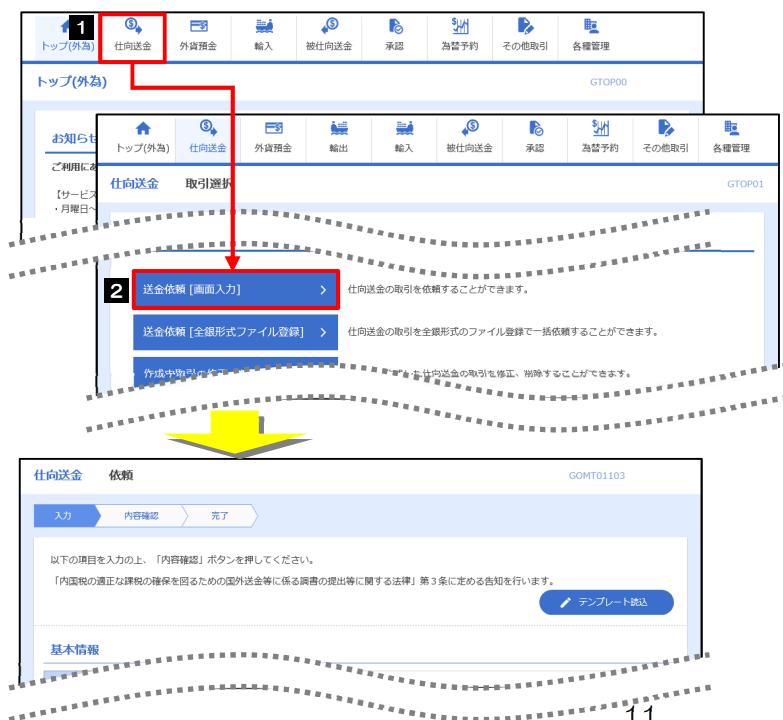 1
トップ(外為) 仕向送金 外貨預金 輸入 被仕向送金 承認 為替予約 その他取引 各種管理
トップ(外為) GTOP00
お知らせ
ご利用にあ
【サービス
・月曜日~
トップ(外為) 仕向送金 外貨預金 輸出 輸入 被仕向送金 承認 為替予約 その他取引 各種管理
仕向送金 取引選択 GTOP01
2
送金依頼 [画面入力] 仕向送金の取引を依頼することができます。
送金依頼 [全銀形式ファイル登録] 仕向送金の取引を全銀形式のファイル登録で一括依頼することができます。
作成中取引の修正 した仕向送金の取引を修正、削除することができます。
仕向送金 依頼 GOMT01103
入力 内容確認 完了
以下の項目を入力の上、「内容確認」ボタンを押してください。
「内国税の適正な課税の確保を図るための国外送金等に係る調書の提出等に関する法律」第3条に定める告知を行います。
テンプレート読込
基本情報
11